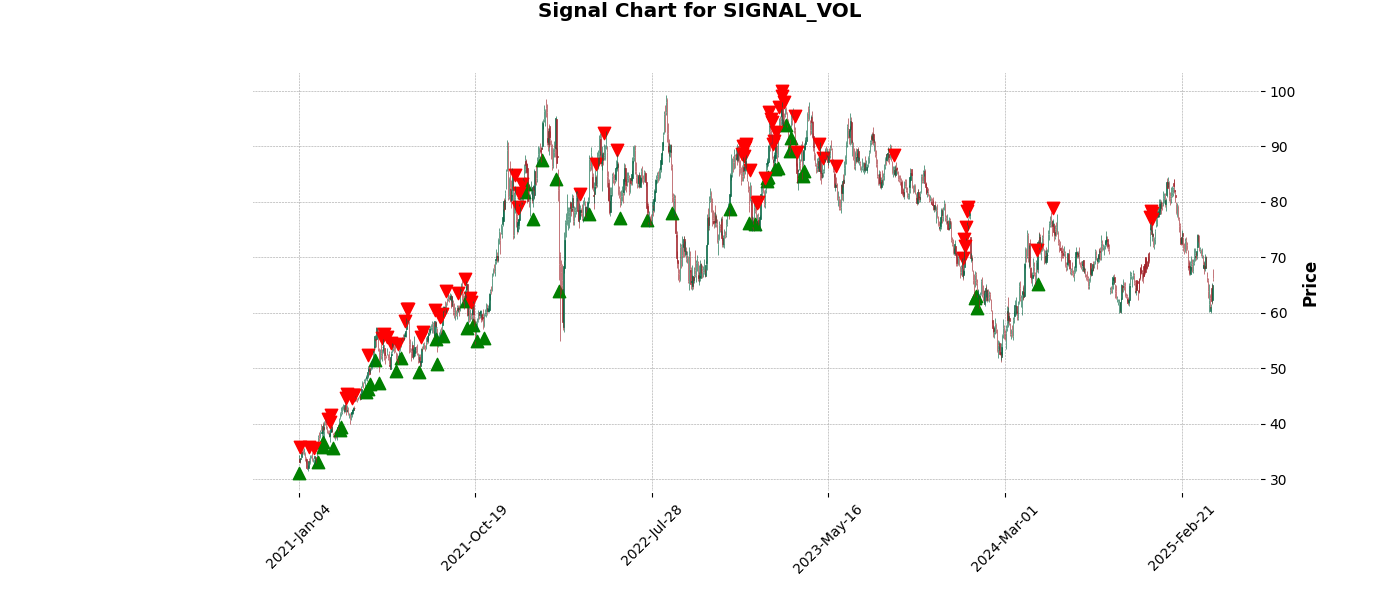 Signal Chart for SIGNAL_VOL
100
90
80
70
60
50
40
30
Price
2021-Jan-04
2021-Oct-19
2022-Jul-28
2023-May-16
2024-Mar-01
2025-Feb-21